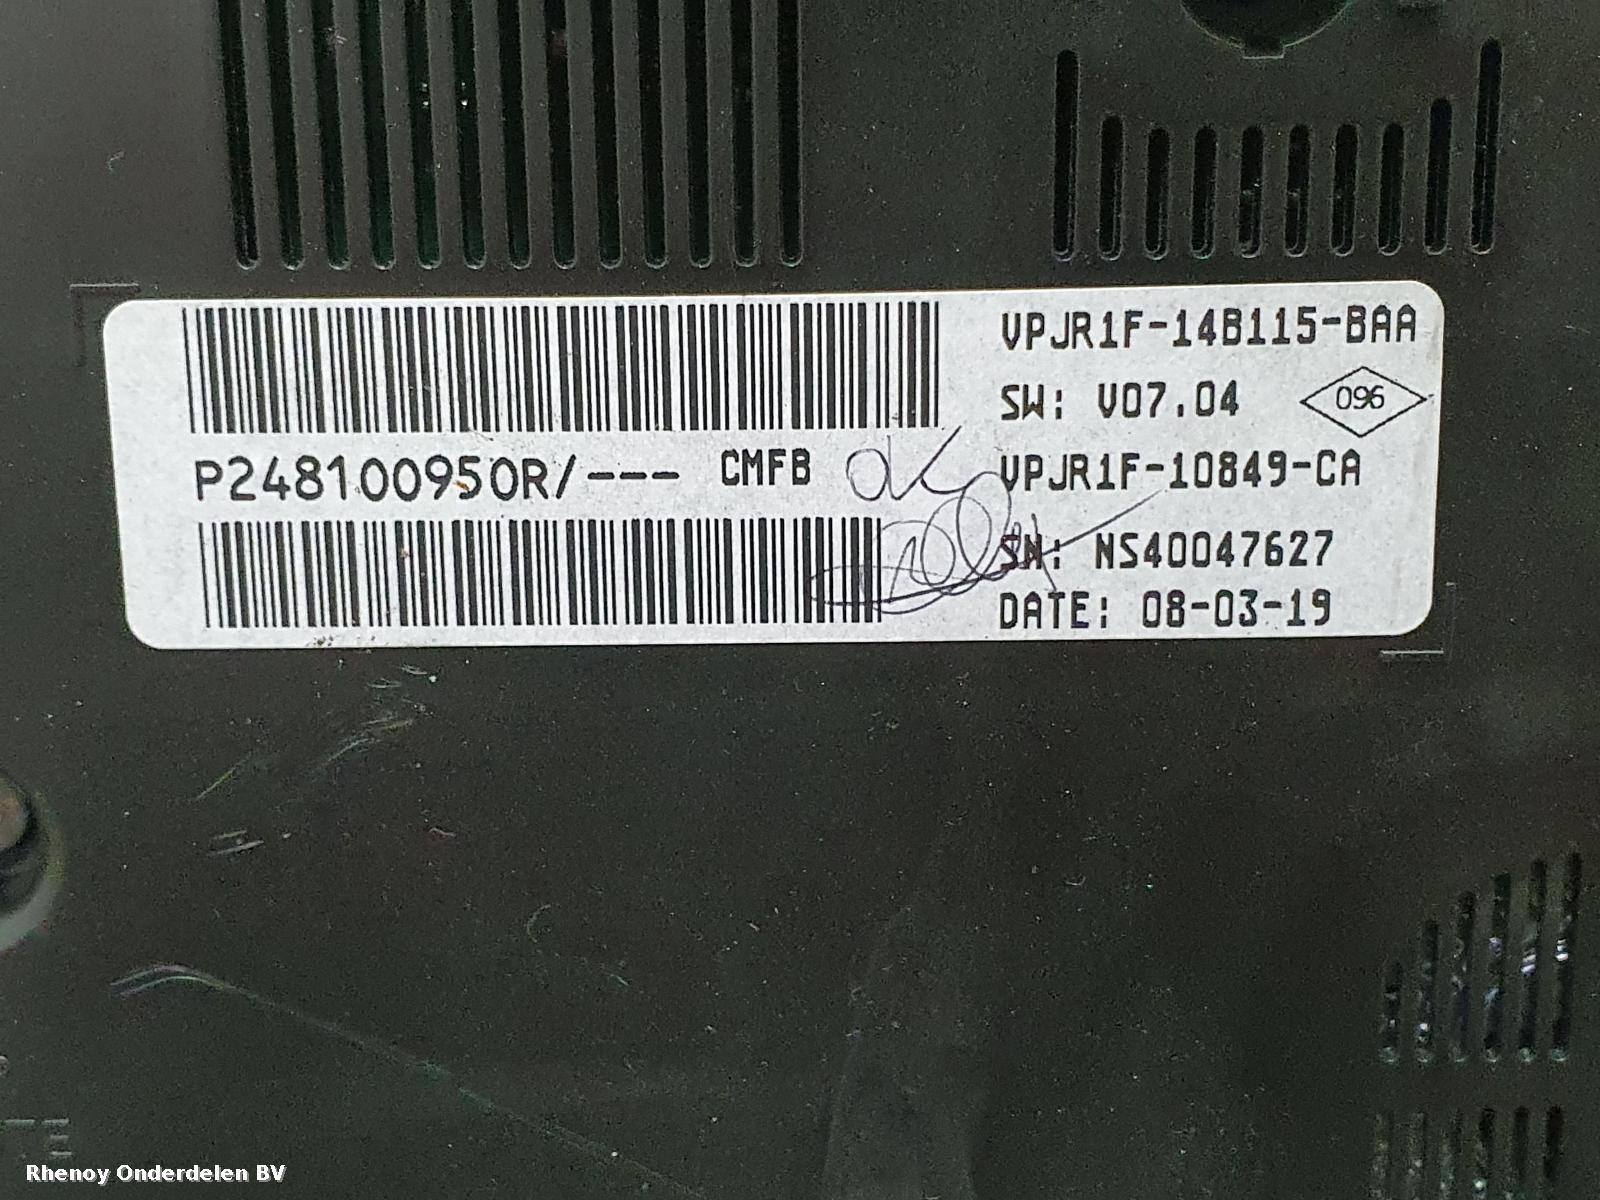 VPJR1F-14B115-BAA
SW: V07.04
096
P248100950R/---
CMFB
OK
VPJR1F-10849-CA
SN: NS40047627
DATE: 08-03-19
Rhenoy Onderdelen BV